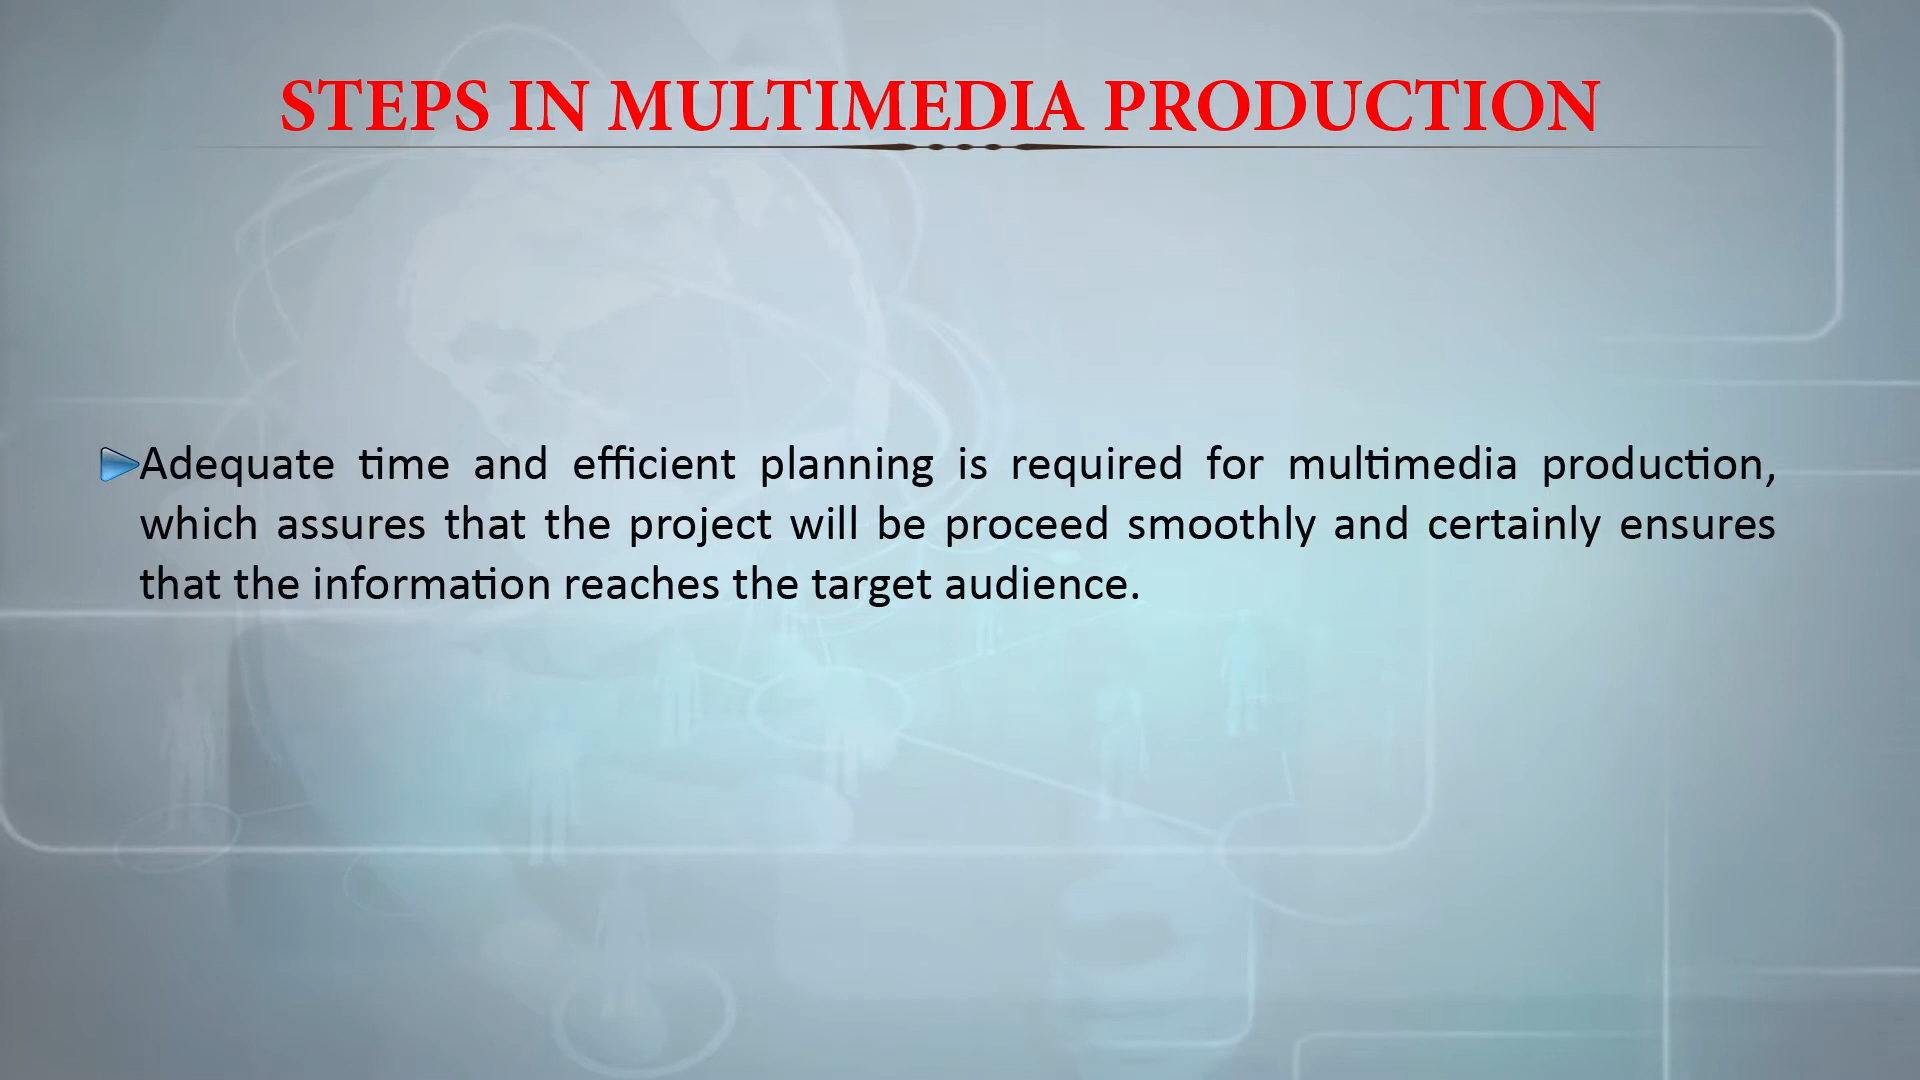 STEPS IN MULTIMEDIA PRODUCTION
Adequate time and efficient planning is required for multimedia production,
which assures that the project will be proceed smoothly and certainly ensures
that the information reaches the target audience.